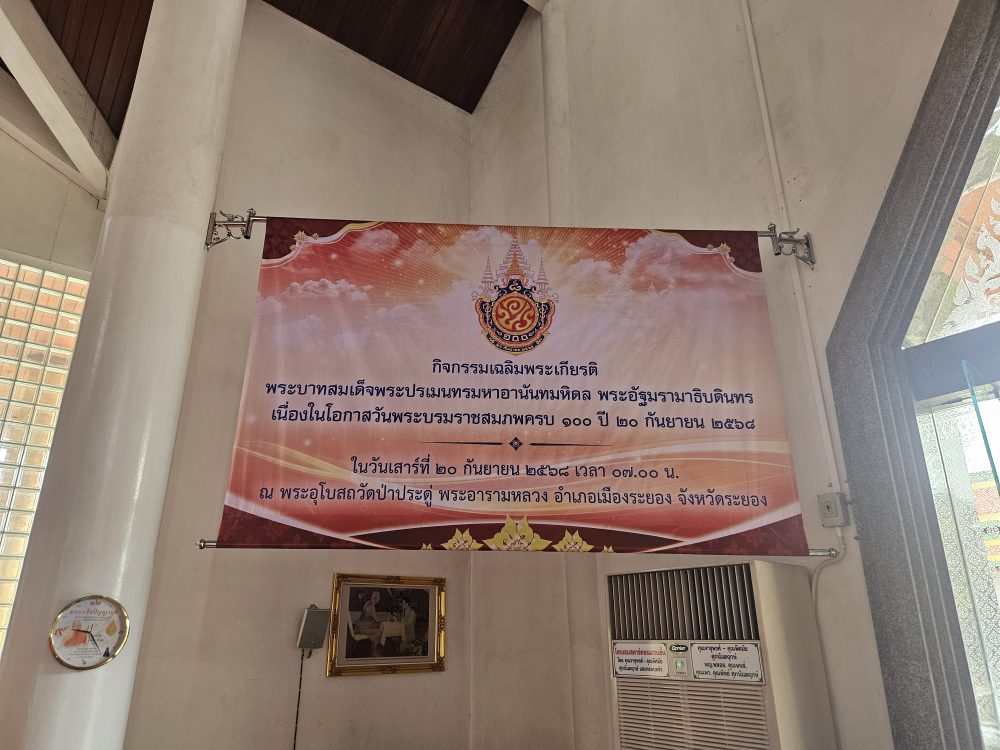 ๑๐๐
กิจกรรมเฉลิมพระเกียรติ
พระบาทสมเด็จพระปรเมนทรมหาอานันทมหิดล พระอัฐมรามาธิบดินทร
เนื่องในโอกาสวันพระบรมราชสมภพครบ ๑๐๐ ปี ๒๐ กันยายน ๒๕๖๘
ในวันเสาร์ที่ ๒๐ กันยายน ๒๕๖๘ เวลา ๐๗.๐๐ น.
ณ พระอุโบสถวัดป่าประดู่ พระอารามหลวง อำเภอเมืองระยอง จังหวัดระยอง
Carrier